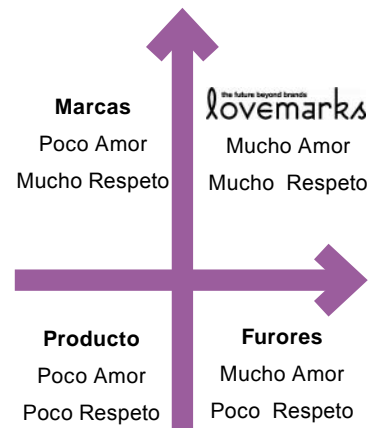 Marcas
Poco Amor
Mucho Respeto
the future beyond brands
lovemarks
Mucho Amor
Mucho Respeto
Producto
Poco Amor
Poco Respeto
Furores
Mucho Amor
Poco Respeto